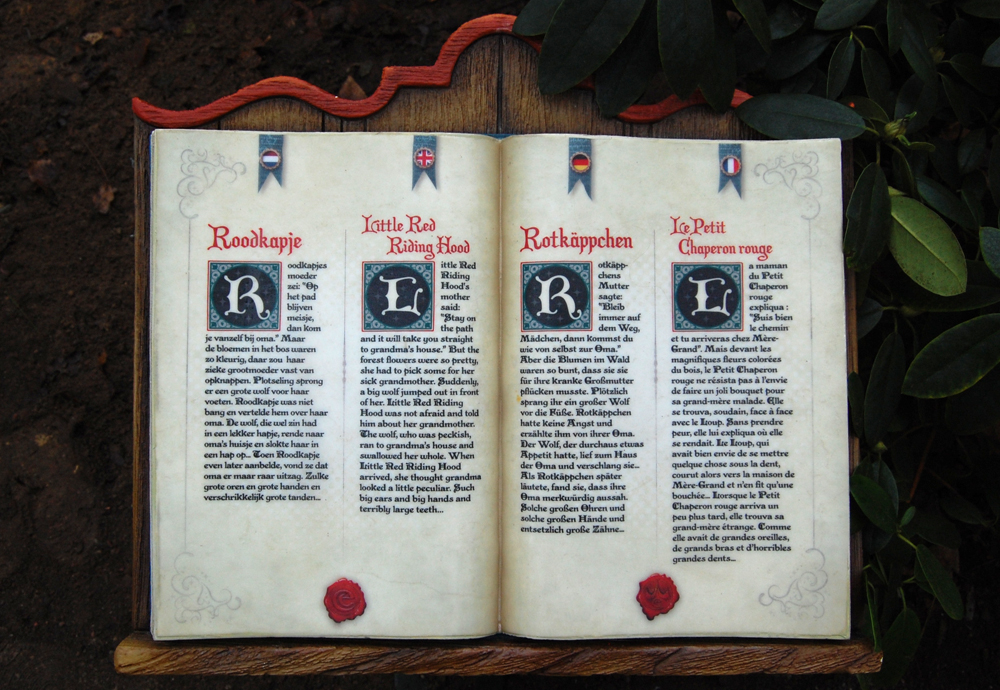 Roodkapje
Roodkapjes
moeder
zei: "Op
het pad
blijven
meisje,
dan kom
je vanzelf bij oma." Maar
de bloemen in het bos waren
zo kleurig, daar zou haar
zieke grootmoeder vast van
opknappen. Plotseling sprong
er een grote wolf voor haar
voeten. Roodkapje was niet
bang en vertelde hem over haar
oma. De wolf, die wel zin had
in een lekker hapje, rende naar
oma's huisje en slokte haar in
een hap op... Toen Roodkapje
even later aanbelde, vond ze dat
oma er maar raar uitzag. Zulke
grote oren en grote handen en
verschrikkelijk grote tanden...
Little Red
Riding Hood
Little Red
Riding
Hood's
mother
said:
"Stay on
the path
and it will take you straight
to grandma's house." But the
forest flowers were so pretty,
she had to pick some for her
sick grandmother. Suddenly,
a big wolf jumped out in front
of her. Little Red Riding
Hood was not afraid and told
him about her grandmother.
The wolf, who was peckish,
ran to grandma's house and
swallowed her whole. When
Little Red Riding Hood
arrived, she thought grandma
looked a little peculiar. Such
big ears and big hands and
terribly large teeth...
Rotkäppchen
Rotkäpp-
chens
Mutter
sagte:
"Bleib
immer auf
dem Weg,
Mädchen, dann kommst du
wie von selbst zur Oma."
Aber die Blumen im Wald
waren so bunt, dass sie sie
für ihre kranke Großmutter
pflücken musste. Plötzlich
sprang ihr ein großer Wolf
vor die Füße. Rotkäppchen
hatte keine Angst und
erzählte ihm von ihrer Oma.
Der Wolf, der durchaus etwas
Appetit hatte, lief zum Haus
der Oma und verschlang sie...
Als Rotkäppchen später
läutete, fand sie, dass ihre
Oma merkwürdig aussah.
Solche großen Ohren und
solche großen Hände und
entsetzlich große Zähne...
Le Petit
Chaperon rouge
La maman
du Petit
Chaperon
rouge
expliqua :
"Suis bien
le chemin
et tu arriveras chez Mère-
Grand". Mais devant les
magnifiques fleurs colorées
du bois, le Petit Chaperon
rouge ne résista pas à l'envie
de faire un joli bouquet pour
sa grand-mère malade. Elle
se trouva, soudain, face à face
avec le Loup. Sans prendre
peur, elle lui expliqua où elle
se rendait. Le Loup, qui
avait bien envie de se mettre
quelque chose sous la dent,
courut alors vers la maison de
Mère-Grand et n'en fit qu'une
bouchée... Lorsque le Petit
Chaperon rouge arriva un
peu plus tard, elle trouva sa
grand-mère étrange. Comme
elle avait de grandes oreilles,
de grands bras et d'horribles
grandes dents...